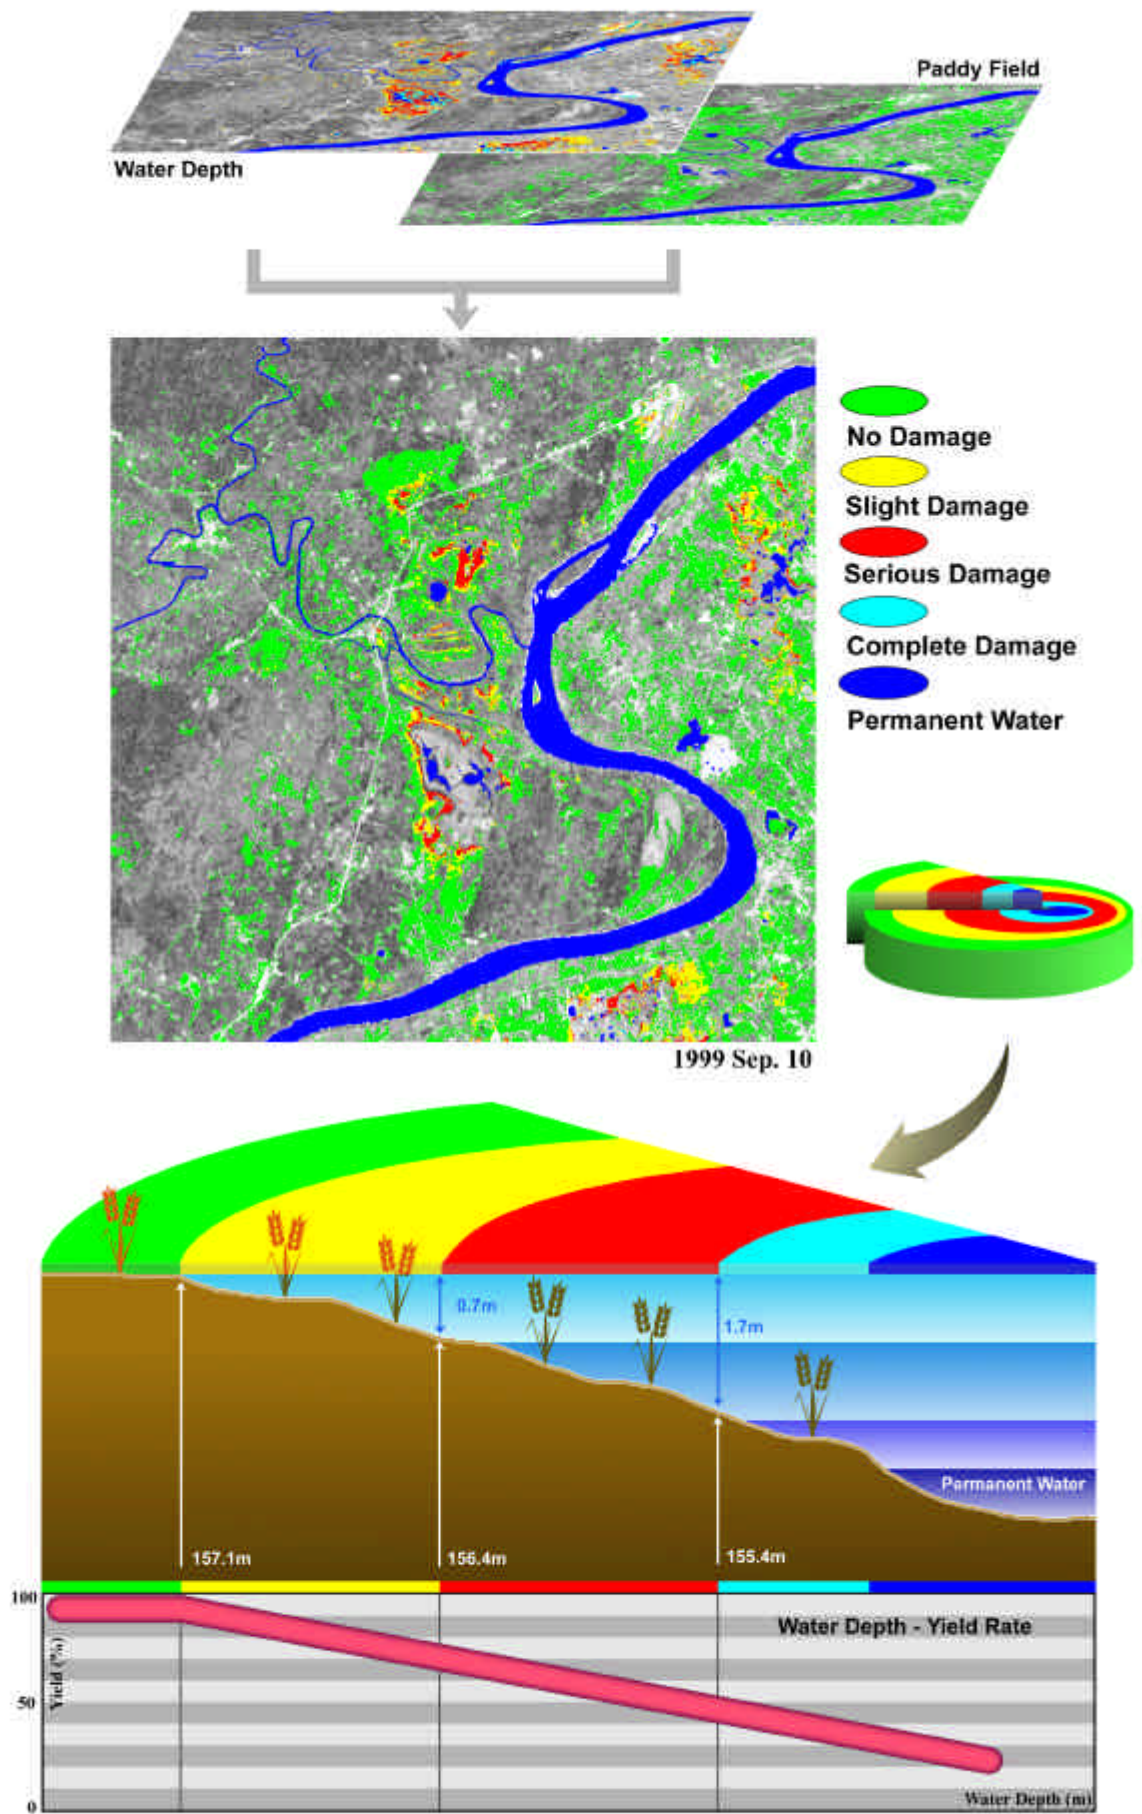 Paddy Field
Water Depth
No Damage
Slight Damage
Serious Damage
Complete Damage
Permanent Water
1999 Sep. 10
0.7m
1.7m
Permanent Water
157.1m
156.4m
155.4m
100
Water Depth - Yield Rate
Yield (%)
50
0
Water Depth (m)